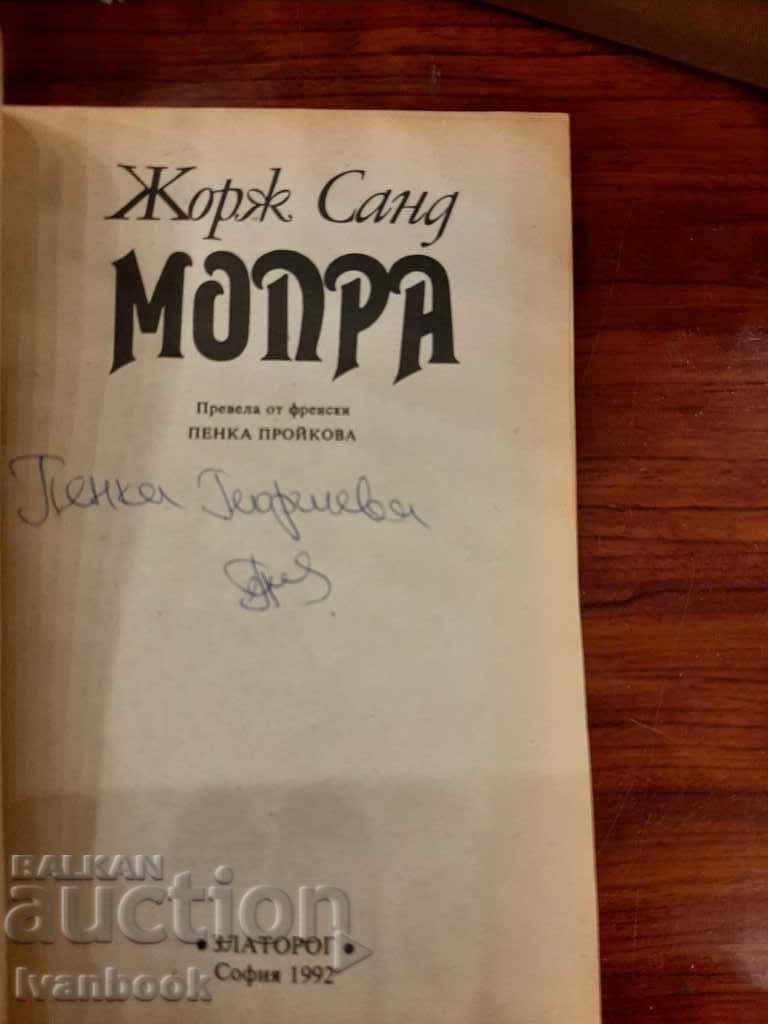 Жорж Санд
МОПРА
Превела от френски
ПЕНКА ПРОЙКОВА
Пенка Георгиева
BALKAN
auction
• ЗЛАТОРОГ •
София 1992
Ivanbook